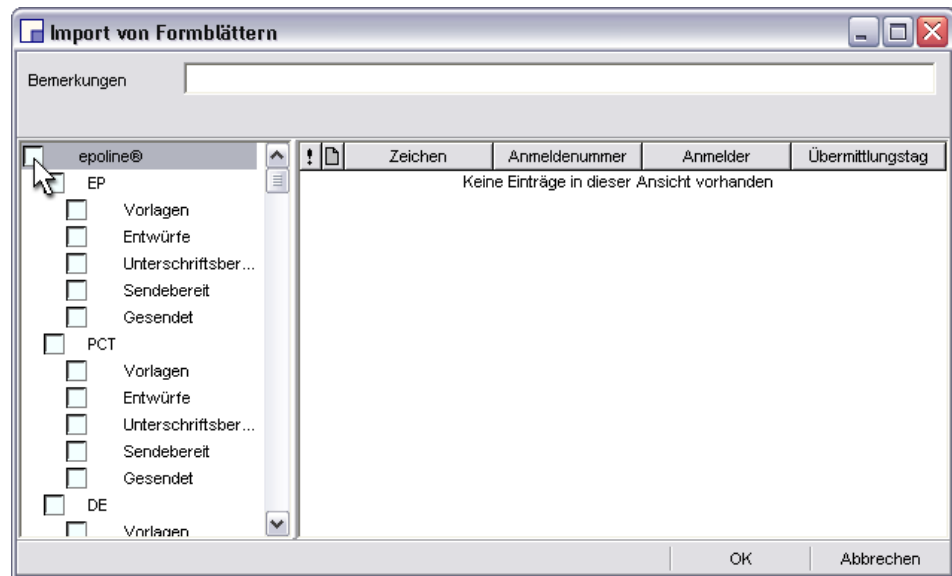 Import von Formblättern
Bemerkungen
epoline®
EP
Vorlagen
Entwürfe
Unterschriftsber...
Sendebereit
Gesendet
PCT
Vorlagen
Entwürfe
Unterschriftsber...
Sendebereit
Gesendet
DE
Vorlagen
! Zeichen Anmeldenummer Anmelder Übermittlungstag
Keine Einträge in dieser Ansicht vorhanden
OK Abbrechen